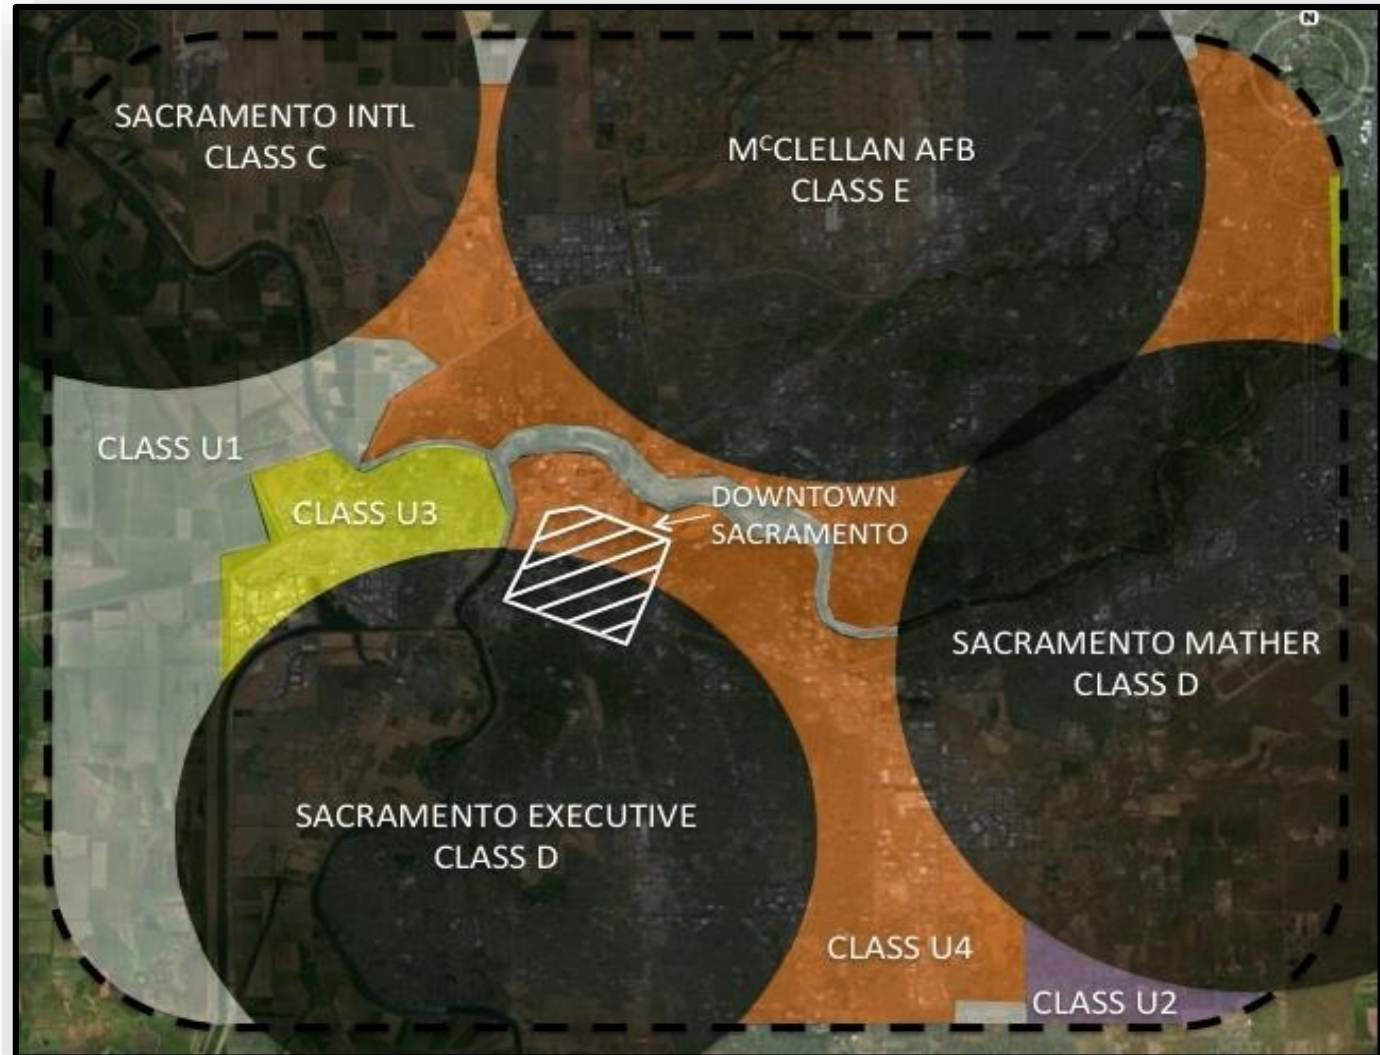 N
SACRAMENTO INTL
CLASS C
MCCLELLAN AFB
CLASS E
CLASS U1
CLASS U3
DOWNTOWN
SACRAMENTO
SACRAMENTO MATHER
CLASS D
SACRAMENTO EXECUTIVE
CLASS D
CLASS U4
CLASS U2